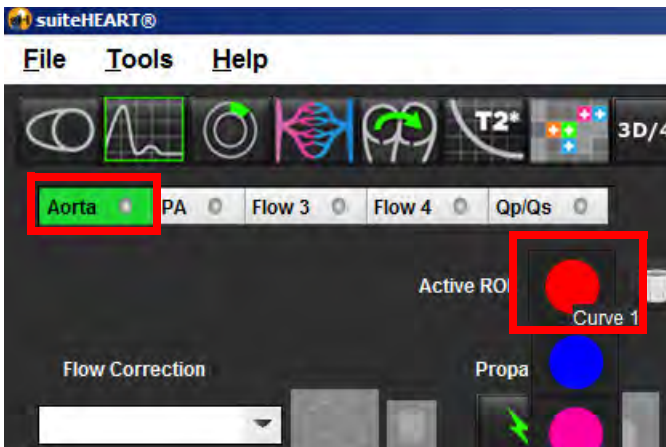 suiteHEART®
File Tools Help
T2* 3D/4
Aorta PA Flow 3 Flow 4 Qp/Qs
Active ROI
Curve 1
Flow Correction Propa